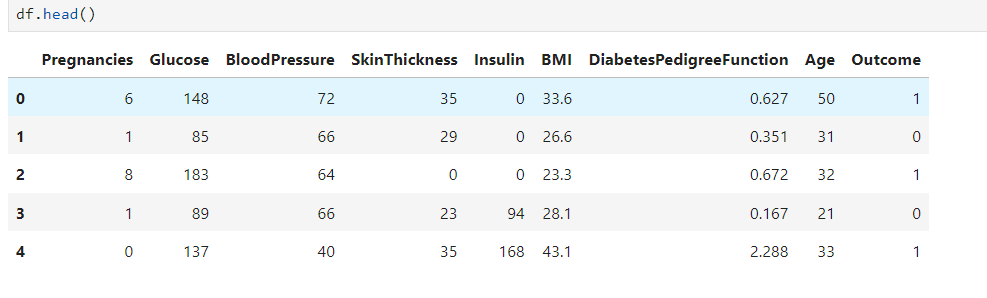 df.head()
Pregnancies Glucose BloodPressure SkinThickness Insulin BMI DiabetesPedigreeFunction Age Outcome
0 6 148 72 35 0 33.6 0.627 50 1
1 1 85 66 29 0 26.6 0.351 31 0
2 8 183 64 0 0 23.3 0.672 32 1
3 1 89 66 23 94 28.1 0.167 21 0
4 0 137 40 35 168 43.1 2.288 33 1